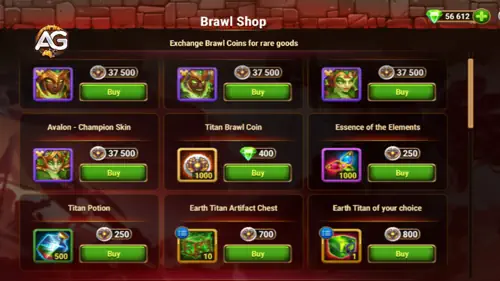 Brawl Shop
56 612
AG
Exchange Brawl Coins for rare goods
37 500
37 500
37 500
Buy
Buy
Buy
Avalon - Champion Skin
Titan Brawl Coin
Essence of the Elements
37 500
400
250
1000
1000
Buy
Buy
Buy
Titan Potion
Earth Titan Artifact Chest
Earth Titan of your choice
250
700
800
500
10
1
Buy
Buy
Buy